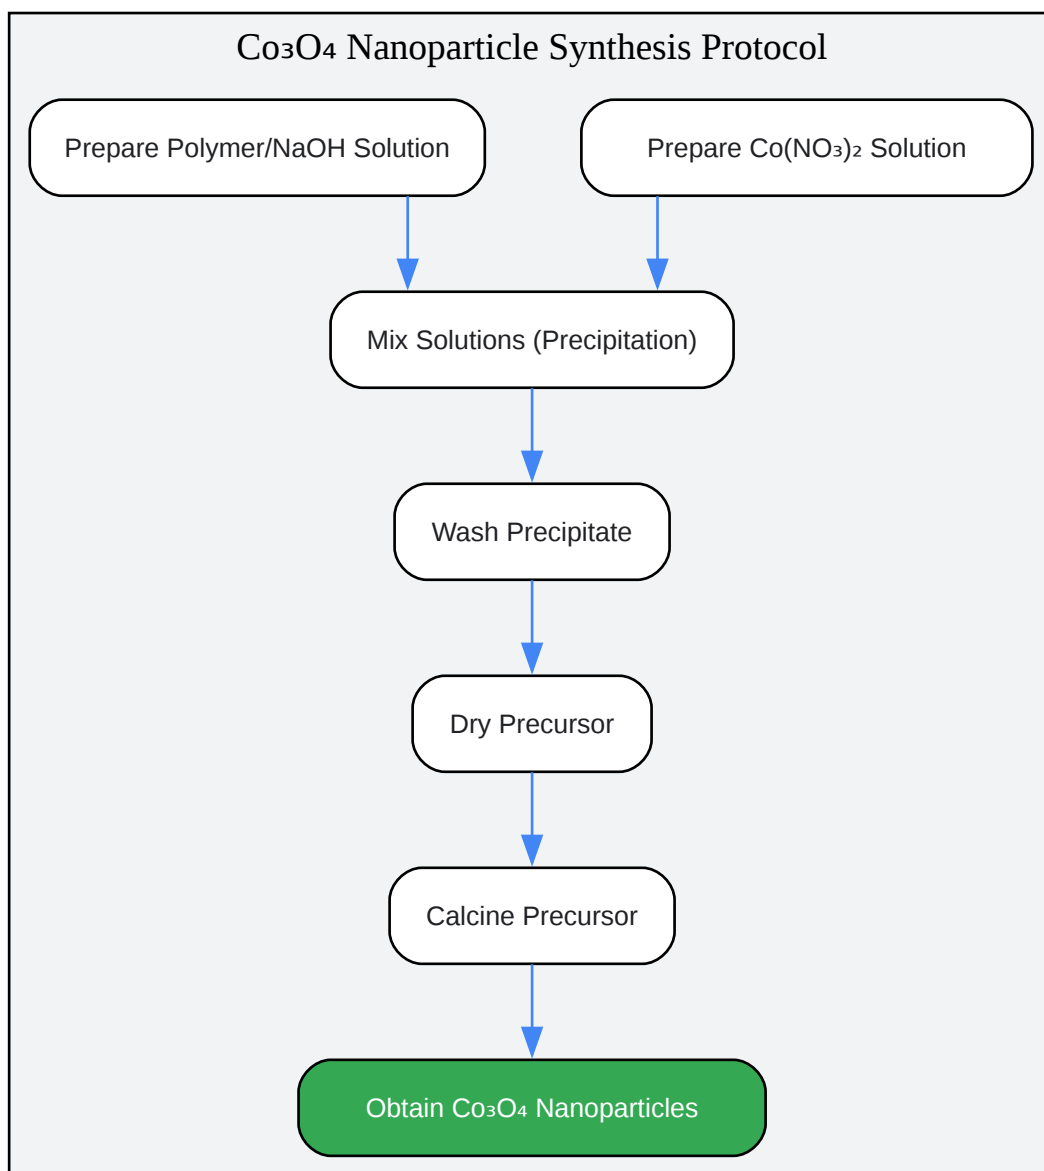 Co₃O₄ Nanoparticle Synthesis Protocol
Prepare Polymer/NaOH Solution
Prepare Co(NO₃)₂ Solution
Mix Solutions (Precipitation)
Wash Precipitate
Dry Precursor
Calcine Precursor
Obtain Co₃O₄ Nanoparticles